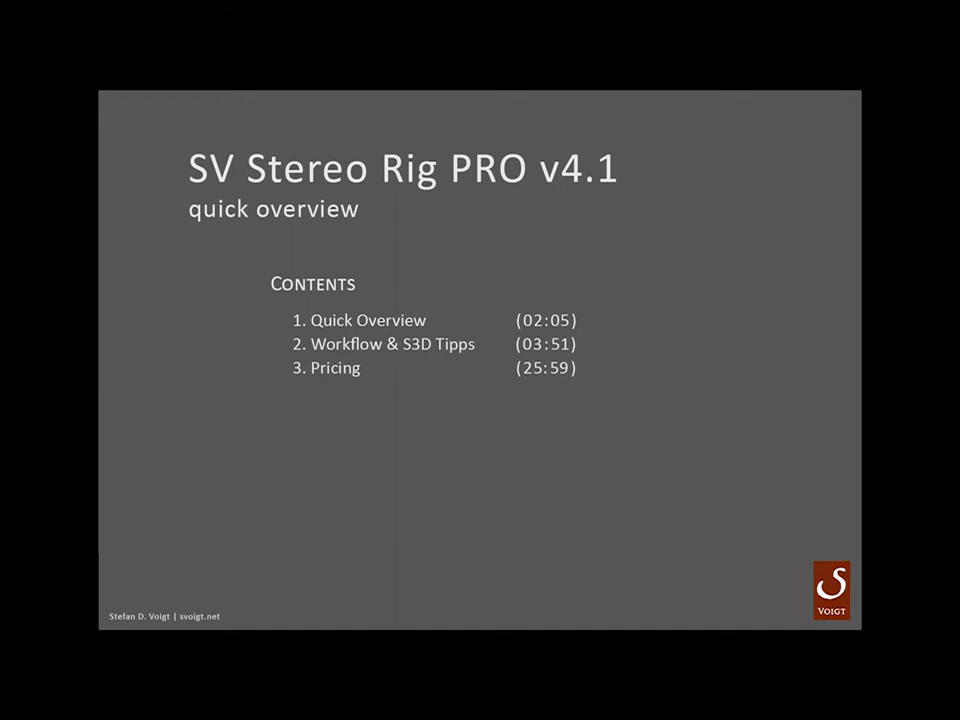 SV Stereo Rig PRO v4.1
quick overview
CONTENTS
1. Quick Overview (02:05)
2. Workflow & S3D Tipps (03:51)
3. Pricing (25:59)
S
VOIGT
Stefan D. Voigt | svoigt.net